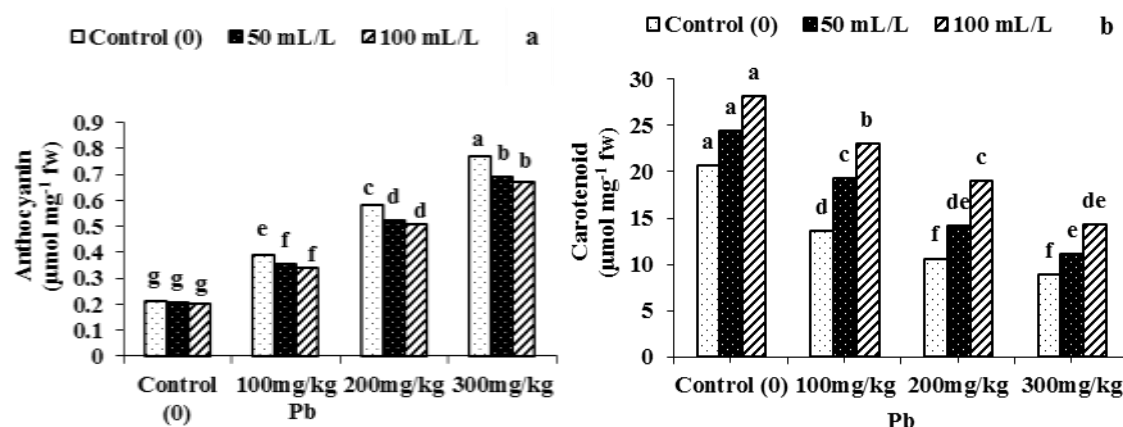 Control (0) 50 mL/L 100 mL/L a
Anthocyanin
(µmol mg⁻¹ fw)
0.9
0.8
0.7
0.6
0.5
0.4
0.3
0.2
0.1
0
g g g
e f f
c d d
a b b
Control
(0)
100mg/kg 200mg/kg 300mg/kg
Pb
Control (0) 50 mL/L 100 mL/L b
Carotenoid
(µmol mg⁻¹ fw)
30
25
20
15
10
5
0
a a a
d c b
f de c
f e de
Control (0) 100mg/kg 200mg/kg 300mg/kg
Pb